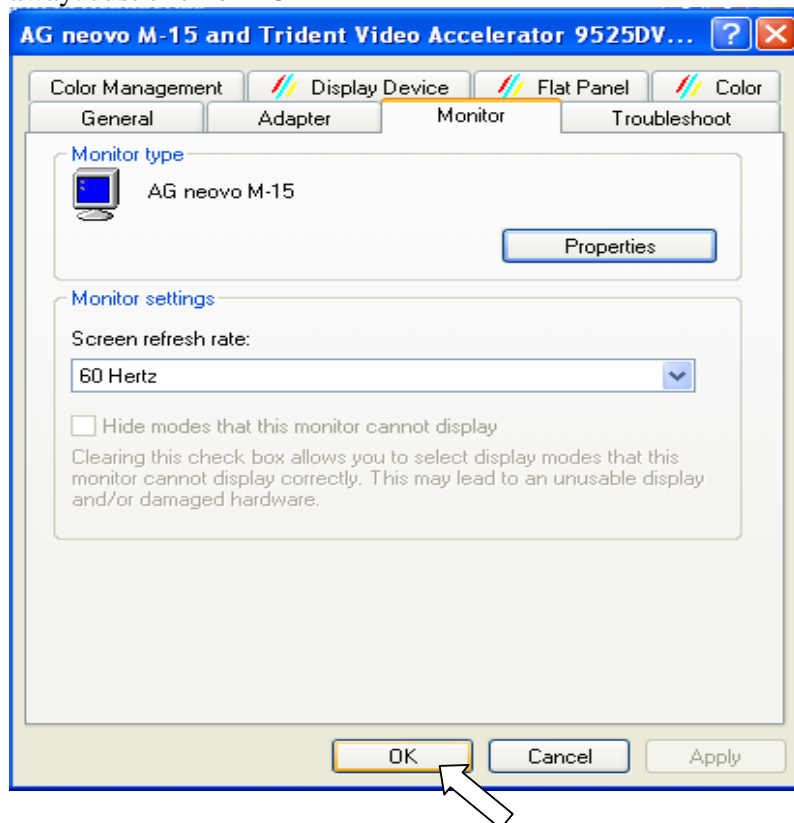 AG neovo M-15 and Trident Video Accelerator 9525DV...
Color Management Display Device Flat Panel Color
General Adapter Monitor Troubleshoot
Monitor type
AG neovo M-15
Properties
Monitor settings
Screen refresh rate:
60 Hertz
Hide modes that this monitor cannot display
Clearing this check box allows you to select display modes that this
monitor cannot display correctly. This may lead to an unusable display
and/or damaged hardware.
OK Cancel Apply